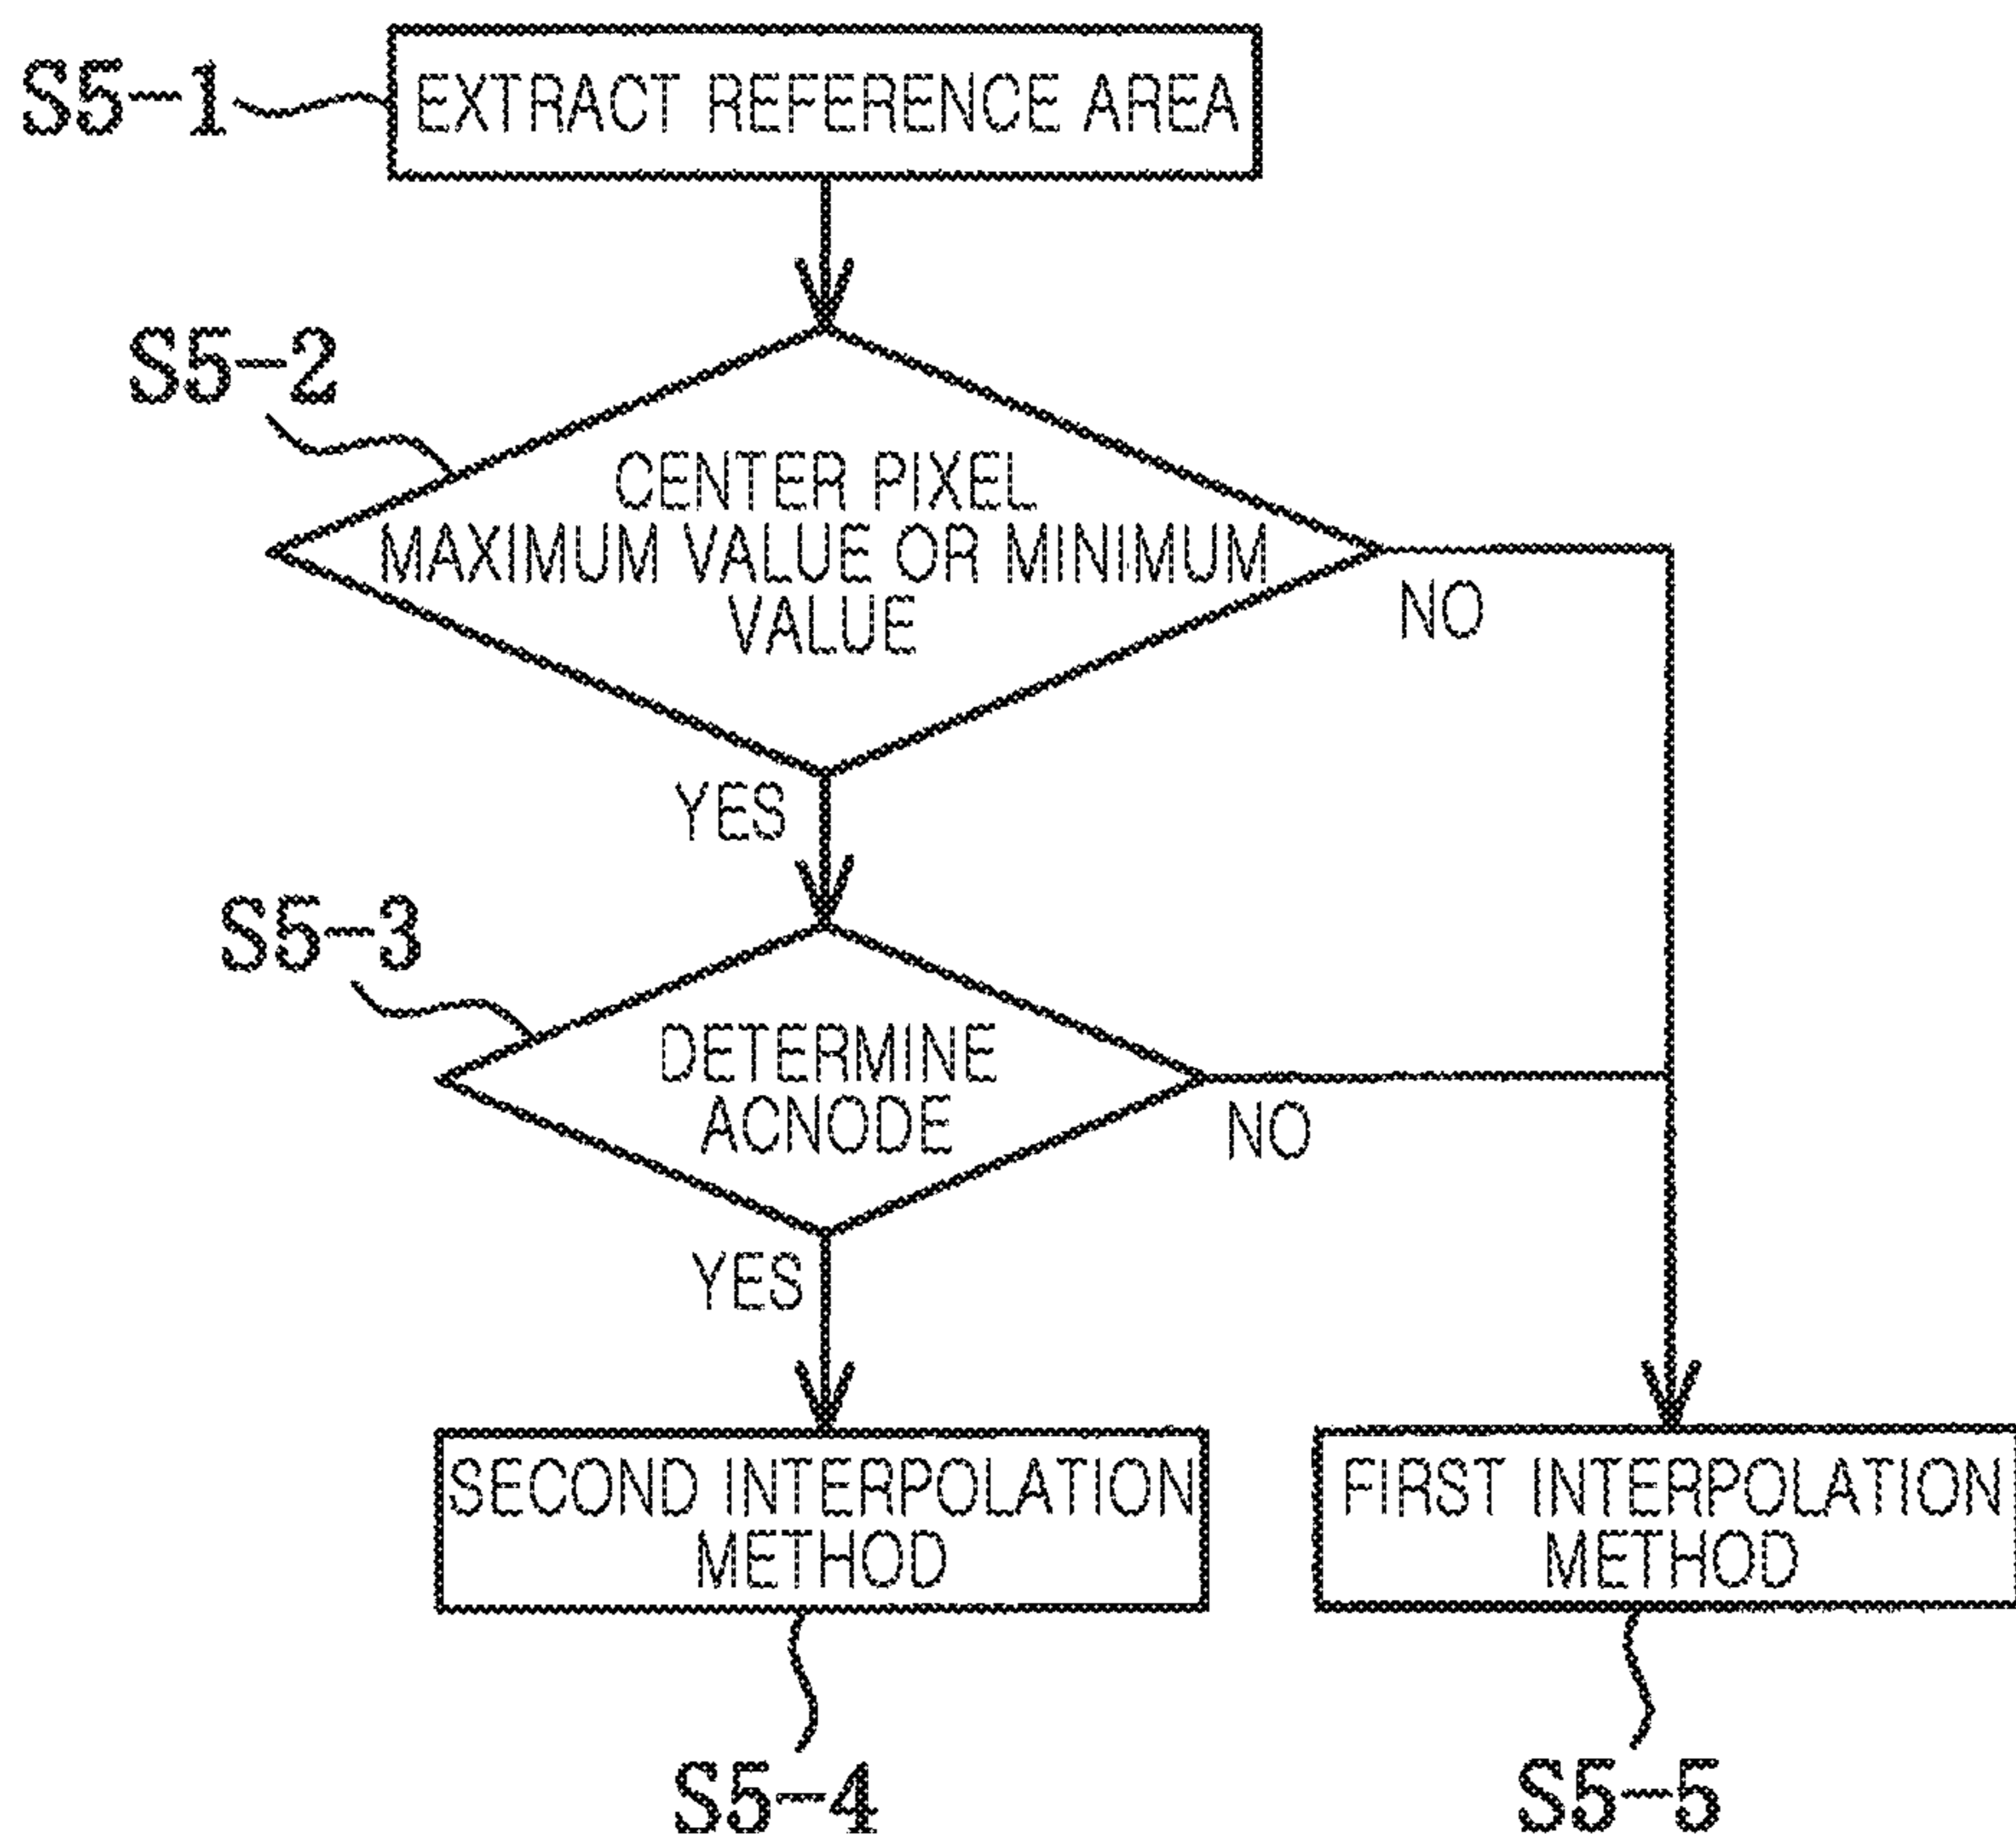 S5-1
EXTRACT REFERENCE AREA
S5-2
CENTER PIXEL
MAXIMUM VALUE OR MINIMUM
VALUE
NO
YES
S5-3
DETERMINE
ACNODE
NO
YES
SECOND INTERPOLATION
METHOD
FIRST INTERPOLATION
METHOD
S5-4
S5-5